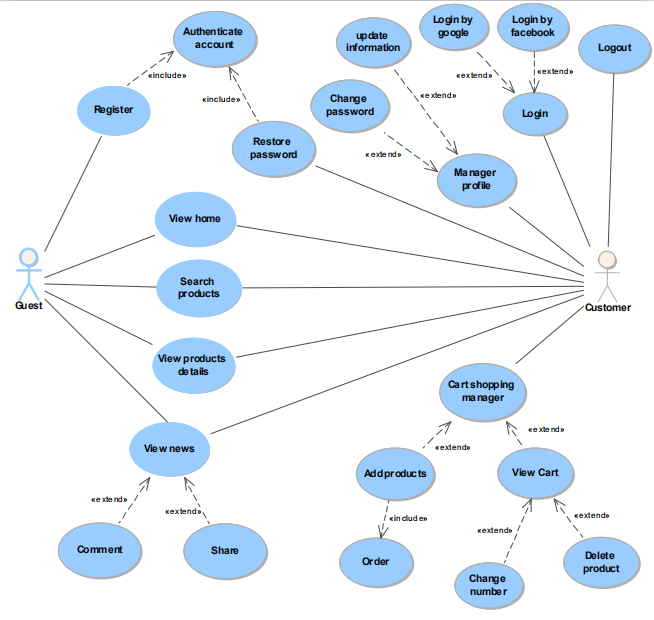 Authenticate
account
update
information
Login by
google
Login by
facebook
Logout
«include»
«extend»
«extend»
«extend»
Register
«include»
Change
password
Login
Restore
password
«extend»
Manager
profile
View home
Search
products
Guest
Customer
View products
details
Cart shopping
manager
View news
«extend»
«extend»
Add products
View Cart
«extend»
«extend»
«include»
«extend»
«extend»
Comment
Share
Order
Change
number
Delete
product